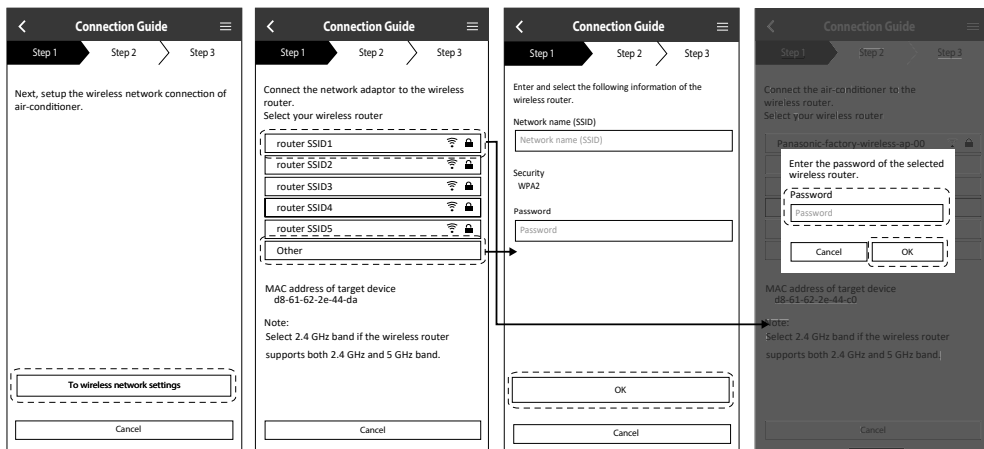 Connection Guide
Step 1
Step 2
Step 3
Next, setup the wireless network connection of
air-conditioner.
To wireless network settings
Cancel
Connection Guide
Step 1
Step 2
Step 3
Connect the network adaptor to the wireless
router.
Select your wireless router
router SSID1
router SSID2
router SSID3
router SSID4
router SSID5
Other
MAC address of target device
d8-61-62-2e-44-da
Note:
Select 2.4 GHz band if the wireless router
supports both 2.4 GHz and 5 GHz band.
Cancel
Connection Guide
Step 1
Step 2
Step 3
Enter and select the following information of the
wireless router.
Network name (SSID)
Network name (SSID)
Security
WPA2
Password
Password
OK
Cancel
Connection Guide
Step 1
Step 2
Step 3
Connect the air-conditioner to the
wireless router.
Select your wireless router
Panasonic-factory-wireless-ap-00
Enter the password of the selected
wireless router.
Password
Password
Cancel
OK
MAC address of target device
d8-61-62-2e-44-c0
Note:
Select 2.4 GHz band if the wireless router
supports both 2.4 GHz and 5 GHz band.
Cancel